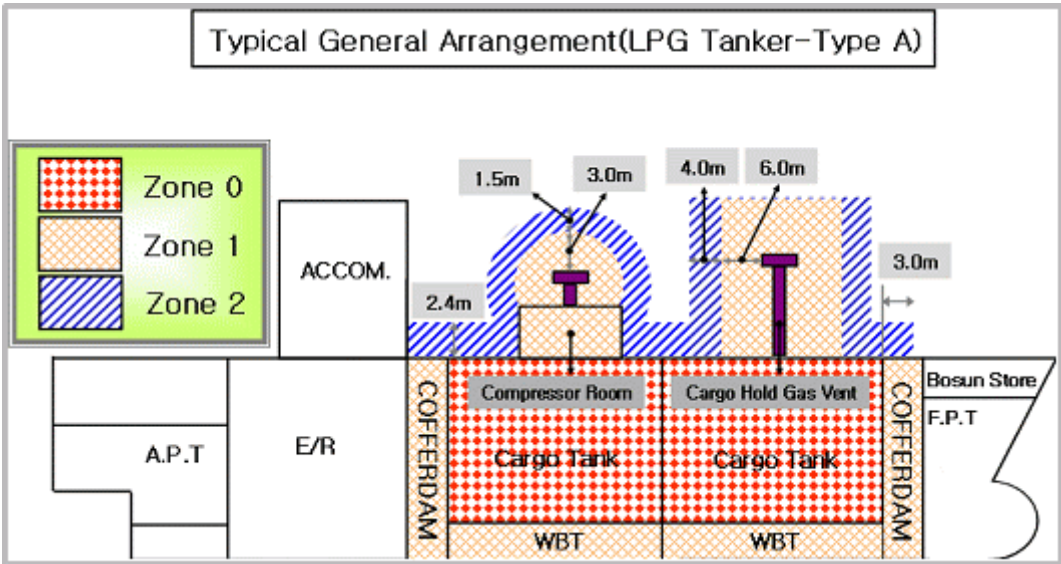 Typical General Arrangement(LPG Tanker-Type A)
Zone 0
Zone 1
Zone 2
1.5m
3.0m
4.0m
6.0m
3.0m
2.4m
ACCOM.
Compressor Room
Cargo Hold Gas Vent
Bosun Store
F.P.T
A.P.T
E/R
COFFERDAM
Cargo Tank
Cargo Tank
COFFERDAM
WBT
WBT